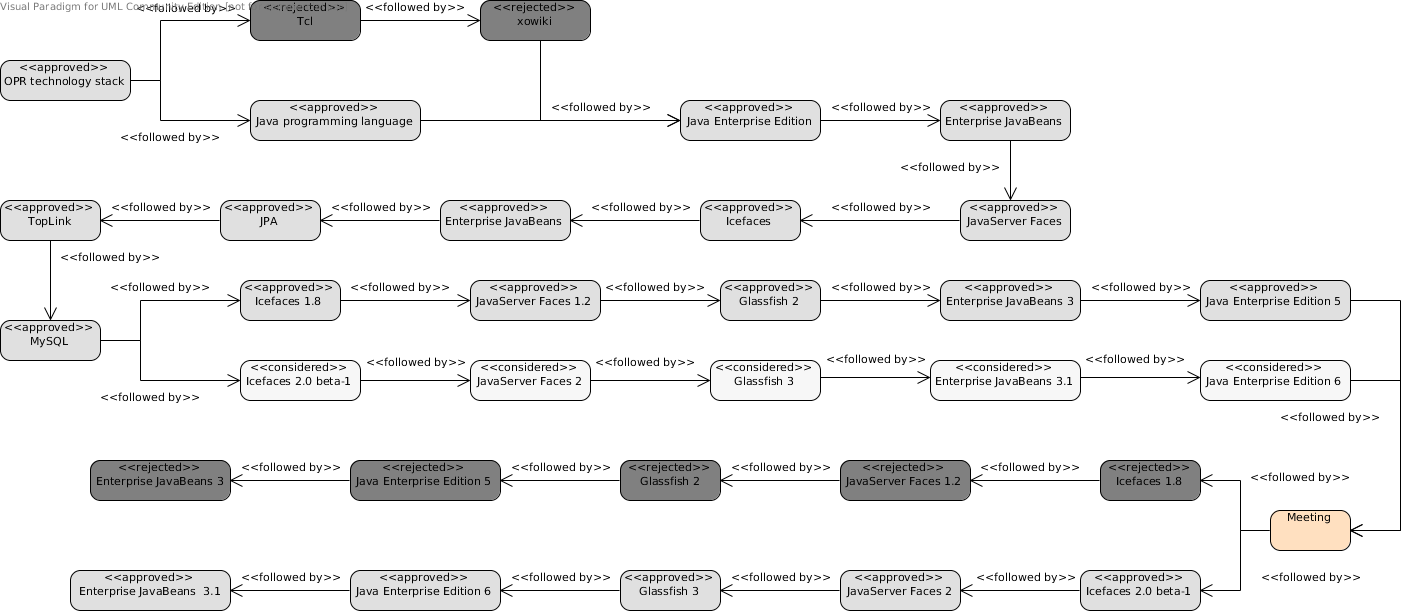 Visual Paradigm for UML Community Edition [not f
<<followed by>>
<<rejected>>
Tcl
<<followed by>>
<<rejected>>
xowiki
<<approved>>
OPR technology stack
<<followed by>>
<<approved>>
Java programming language
<<followed by>>
<<approved>>
Java Enterprise Edition
<<followed by>>
<<approved>>
Enterprise JavaBeans
<<followed by>>
<<approved>>
TopLink
<<followed by>>
<<approved>>
JPA
<<followed by>>
<<approved>>
Enterprise JavaBeans
<<followed by>>
<<approved>>
Icefaces
<<followed by>>
<<approved>>
JavaServer Faces
<<followed by>>
<<followed by>>
<<approved>>
Icefaces 1.8
<<followed by>>
<<approved>>
JavaServer Faces 1.2
<<followed by>>
<<approved>>
Glassfish 2
<<followed by>>
<<approved>>
Enterprise JavaBeans 3
<<followed by>>
<<approved>>
Java Enterprise Edition 5
<<approved>>
MySQL
<<followed by>>
<<considered>>
Icefaces 2.0 beta-1
<<followed by>>
<<considered>>
JavaServer Faces 2
<<followed by>>
<<considered>>
Glassfish 3
<<followed by>>
<<considered>>
Enterprise JavaBeans 3.1
<<followed by>>
<<considered>>
Java Enterprise Edition 6
<<followed by>>
<<rejected>>
Enterprise JavaBeans 3
<<followed by>>
<<rejected>>
Java Enterprise Edition 5
<<followed by>>
<<rejected>>
Glassfish 2
<<followed by>>
<<rejected>>
JavaServer Faces 1.2
<<followed by>>
<<rejected>>
Icefaces 1.8
<<followed by>>
Meeting
<<approved>>
Enterprise JavaBeans  3.1
<<followed by>>
<<approved>>
Java Enterprise Edition 6
<<followed by>>
<<approved>>
Glassfish 3
<<followed by>>
<<approved>>
JavaServer Faces 2
<<followed by>>
<<approved>>
Icefaces 2.0 beta-1
<<followed by>>